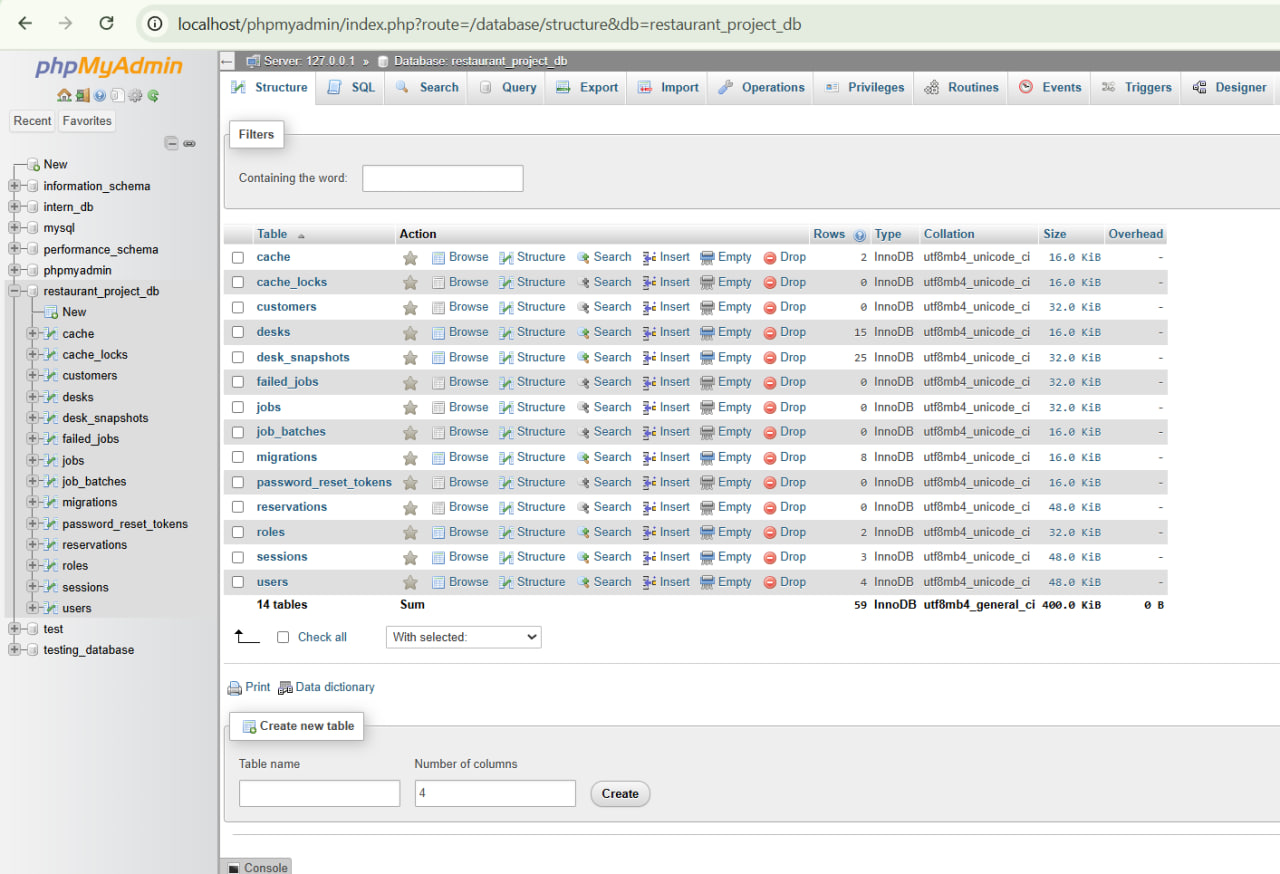 localhost/phpmyadmin/index.php?route=/database/structure&db=restaurant_project_db
phpMyAdmin
Recent Favorites
New
information_schema
intern_db
mysql
performance_schema
phpmyadmin
restaurant_project_db
New
cache
cache_locks
customers
desks
desk_snapshots
failed_jobs
jobs
job_batches
migrations
password_reset_tokens
reservations
roles
sessions
users
test
testing_database
Server: 127.0.0.1 » Database: restaurant_project_db
Structure SQL Search Query Export Import Operations Privileges Routines Events Triggers Designer
Filters
Containing the word:
Table Action Rows Type Collation Size Overhead
cache Browse Structure Search Insert Empty Drop 2 InnoDB utf8mb4_unicode_ci 16.0 KiB -
cache_locks Browse Structure Search Insert Empty Drop 0 InnoDB utf8mb4_unicode_ci 16.0 KiB -
customers Browse Structure Search Insert Empty Drop 0 InnoDB utf8mb4_unicode_ci 32.0 KiB -
desks Browse Structure Search Insert Empty Drop 15 InnoDB utf8mb4_unicode_ci 16.0 KiB -
desk_snapshots Browse Structure Search Insert Empty Drop 25 InnoDB utf8mb4_unicode_ci 32.0 KiB -
failed_jobs Browse Structure Search Insert Empty Drop 0 InnoDB utf8mb4_unicode_ci 32.0 KiB -
jobs Browse Structure Search Insert Empty Drop 0 InnoDB utf8mb4_unicode_ci 32.0 KiB -
job_batches Browse Structure Search Insert Empty Drop 0 InnoDB utf8mb4_unicode_ci 16.0 KiB -
migrations Browse Structure Search Insert Empty Drop 8 InnoDB utf8mb4_unicode_ci 16.0 KiB -
password_reset_tokens Browse Structure Search Insert Empty Drop 0 InnoDB utf8mb4_unicode_ci 16.0 KiB -
reservations Browse Structure Search Insert Empty Drop 0 InnoDB utf8mb4_unicode_ci 48.0 KiB -
roles Browse Structure Search Insert Empty Drop 2 InnoDB utf8mb4_unicode_ci 32.0 KiB -
sessions Browse Structure Search Insert Empty Drop 3 InnoDB utf8mb4_unicode_ci 48.0 KiB -
users Browse Structure Search Insert Empty Drop 4 InnoDB utf8mb4_unicode_ci 48.0 KiB -
14 tables Sum 59 InnoDB utf8mb4_general_ci 400.0 KiB 0 B
Check all With selected:
Print Data dictionary
Create new table
Table name Number of columns
4 Create
Console